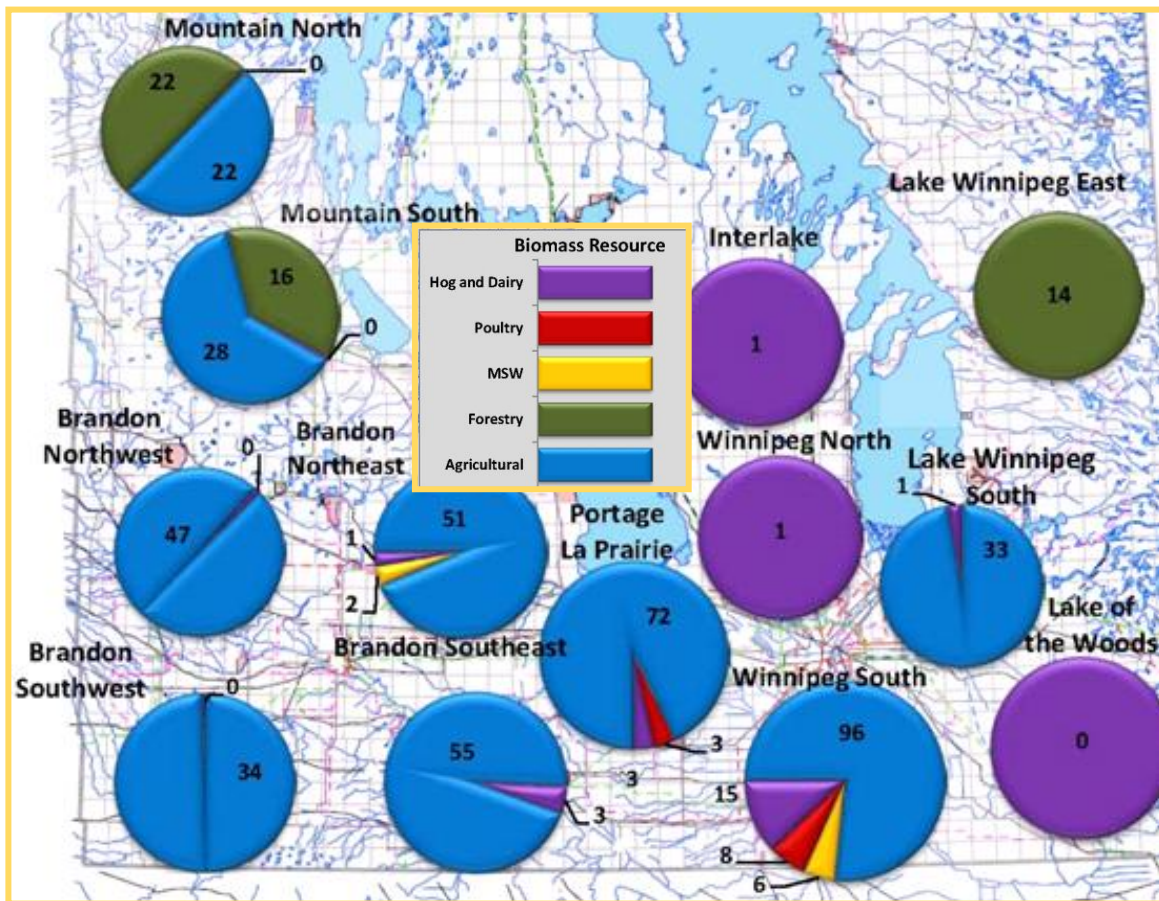 Mountain North
22
0
22
Mountain South
16
0
28
Lake Winnipeg East
14
Interlake
1
Biomass Resource
Hog and Dairy
Poultry
MSW
Forestry
Agricultural
Brandon
Northwest
0
47
Brandon
Northeast
51
1
2
Portage
La Prairie
72
3
3
Winnipeg North
1
Lake Winnipeg
South
1
33
Brandon
Southwest
0
34
Brandon Southeast
55
3
Winnipeg South
96
15
8
6
Lake of
the Woods
0